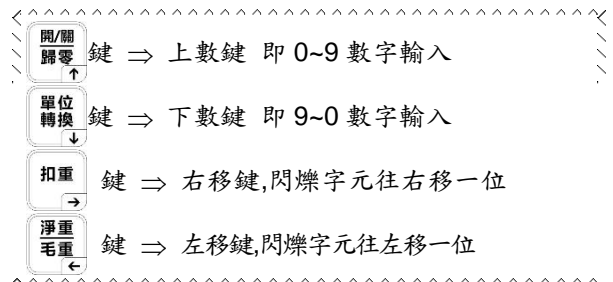 開/關
歸零 鍵 ⇒ 上數鍵 即 0~9 數字輸入
↑
單位
轉換 鍵 ⇒ 下數鍵 即 9~0 數字輸入
↓
扣重 鍵 ⇒ 右移鍵,閃爍字元往右移一位
→
淨重
毛重 鍵 ⇒ 左移鍵,閃爍字元往左移一位
←